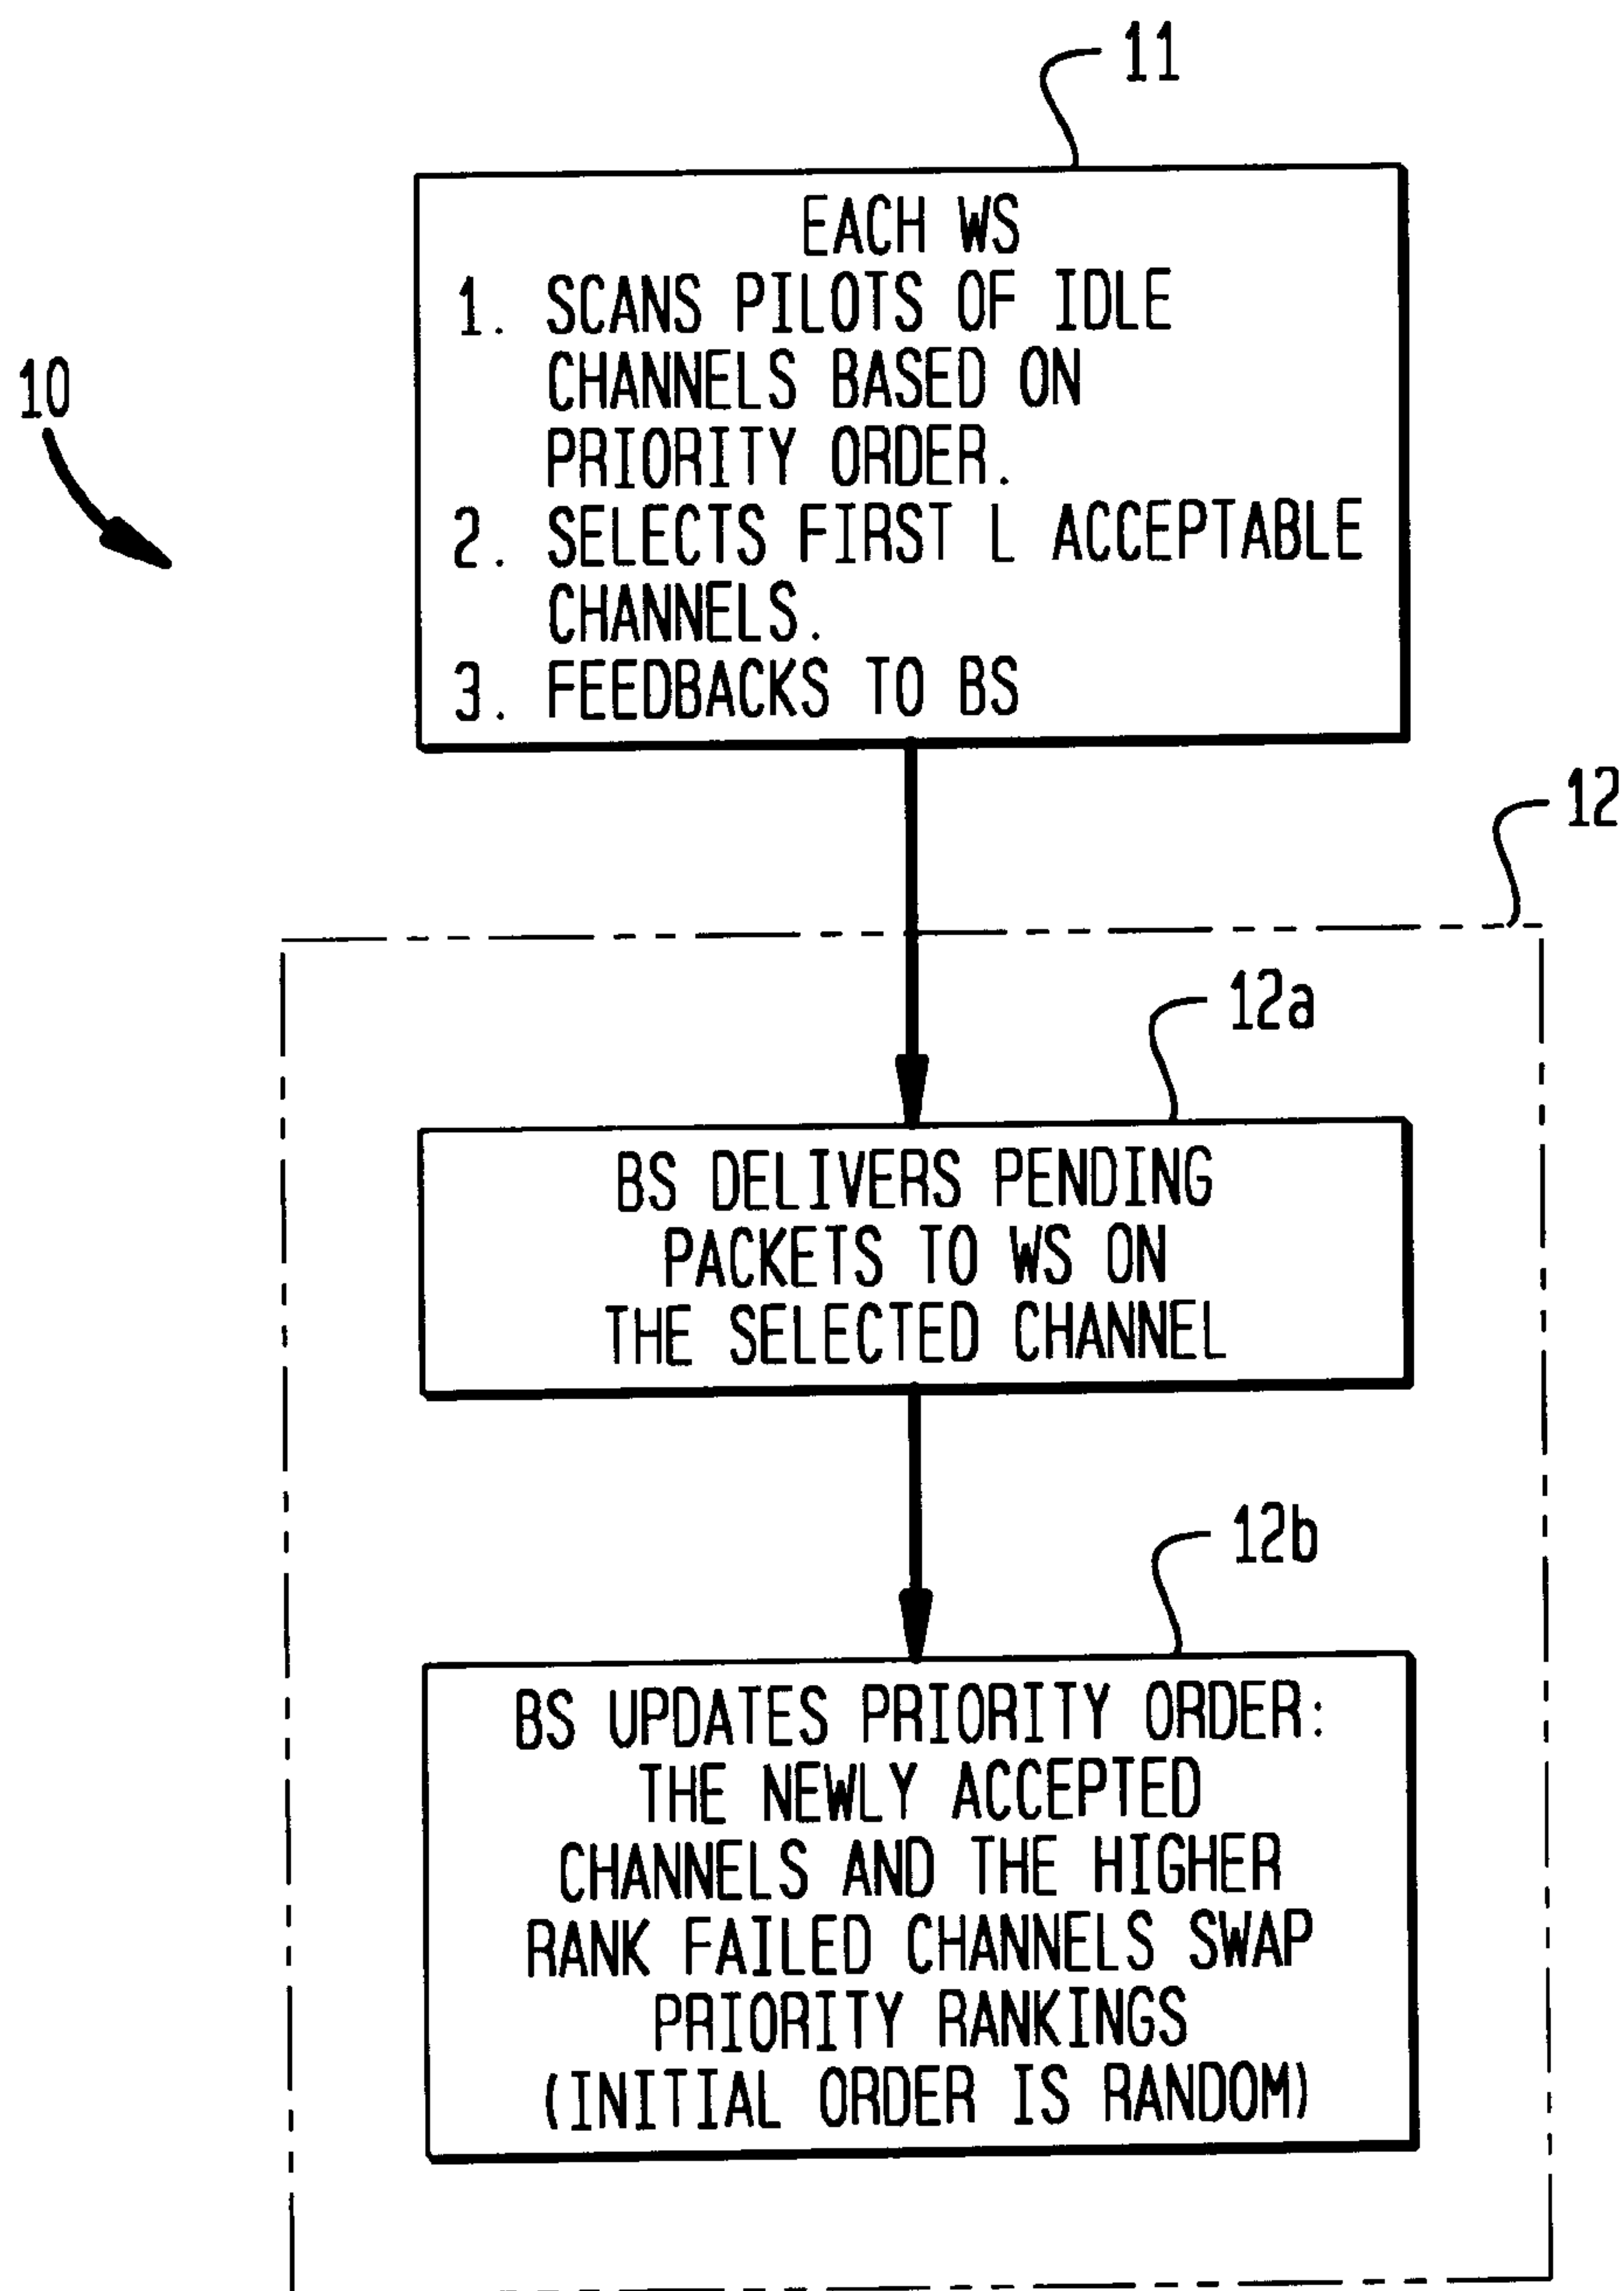 11
EACH WS
1. SCANS PILOTS OF IDLE
CHANNELS BASED ON
PRIORITY ORDER.
2. SELECTS FIRST L ACCEPTABLE
CHANNELS.
3. FEEDBACKS TO BS
10
12
12a
BS DELIVERS PENDING
PACKETS TO WS ON
THE SELECTED CHANNEL
12b
BS UPDATES PRIORITY ORDER:
THE NEWLY ACCEPTED
CHANNELS AND THE HIGHER
RANK FAILED CHANNELS SWAP
PRIORITY RANKINGS
(INITIAL ORDER IS RANDOM)